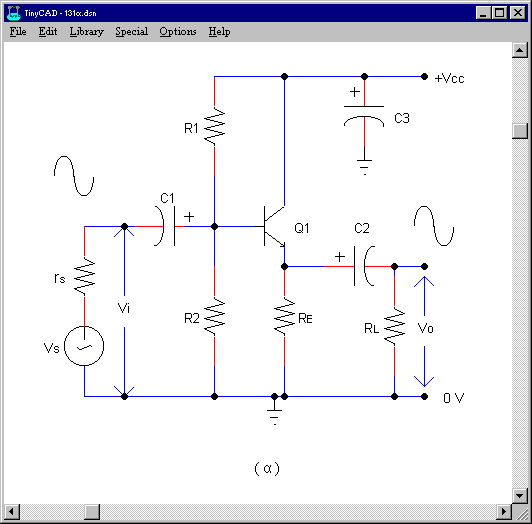 TinyCAD - 131α.dsn
File Edit Library Special Options Help
+Vcc
+
C3
R1
C1
+
Q1
C2
+
rs
Vi
R2
RE
RL
Vo
Vs
0 V
(α)